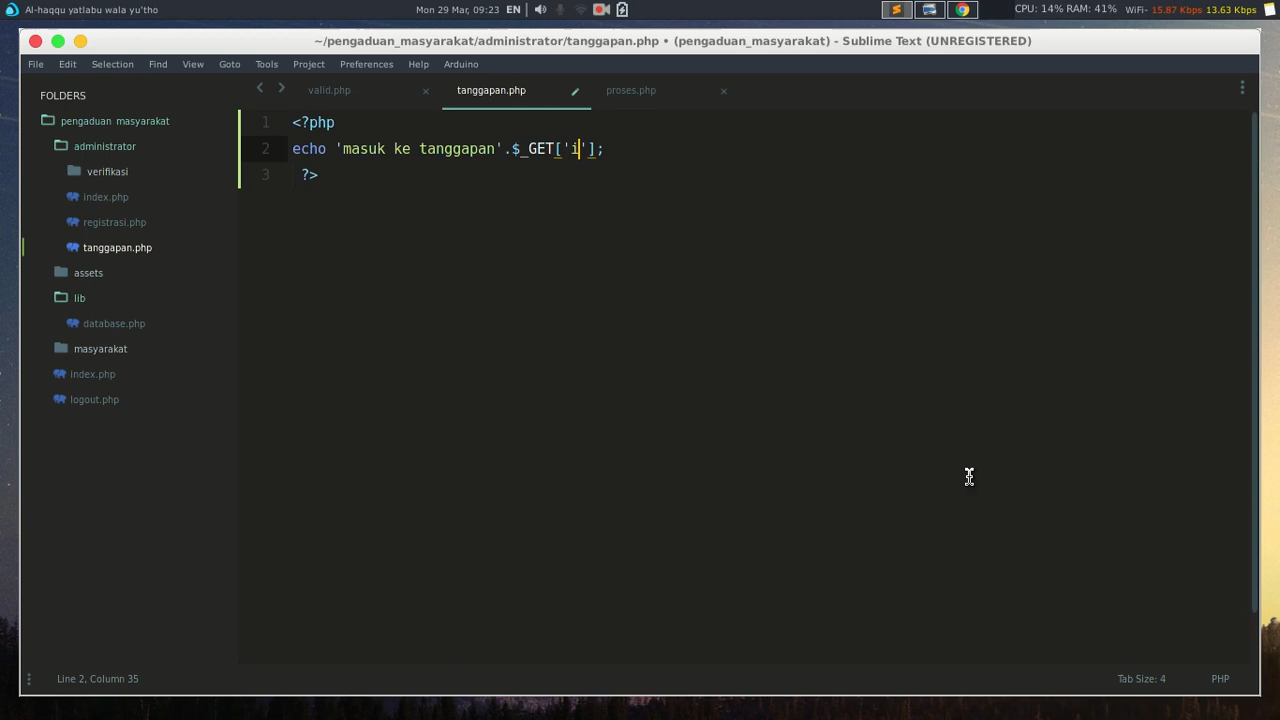 Al-haqqu yatlabu wala yu'tho
Mon 29 Mar, 09:23 EN
CPU: 14% RAM: 41% WiFi- 15.87 Kbps 13.63 Kbps
~/pengaduan_masyarakat/administrator/tanggapan.php • (pengaduan_masyarakat) - Sublime Text (UNREGISTERED)
File Edit Selection Find View Goto Tools Project Preferences Help Arduino
FOLDERS
pengaduan masyarakat
administrator
verifikasi
index.php
registrasi.php
tanggapan.php
assets
lib
database.php
masyarakat
index.php
logout.php
valid.php × tanggapan.php proses.php ×
1 <?php
2 echo 'masuk ke tanggapan'.$_GET['i'];
3 ?>
Line 2, Column 35
Tab Size: 4 PHP